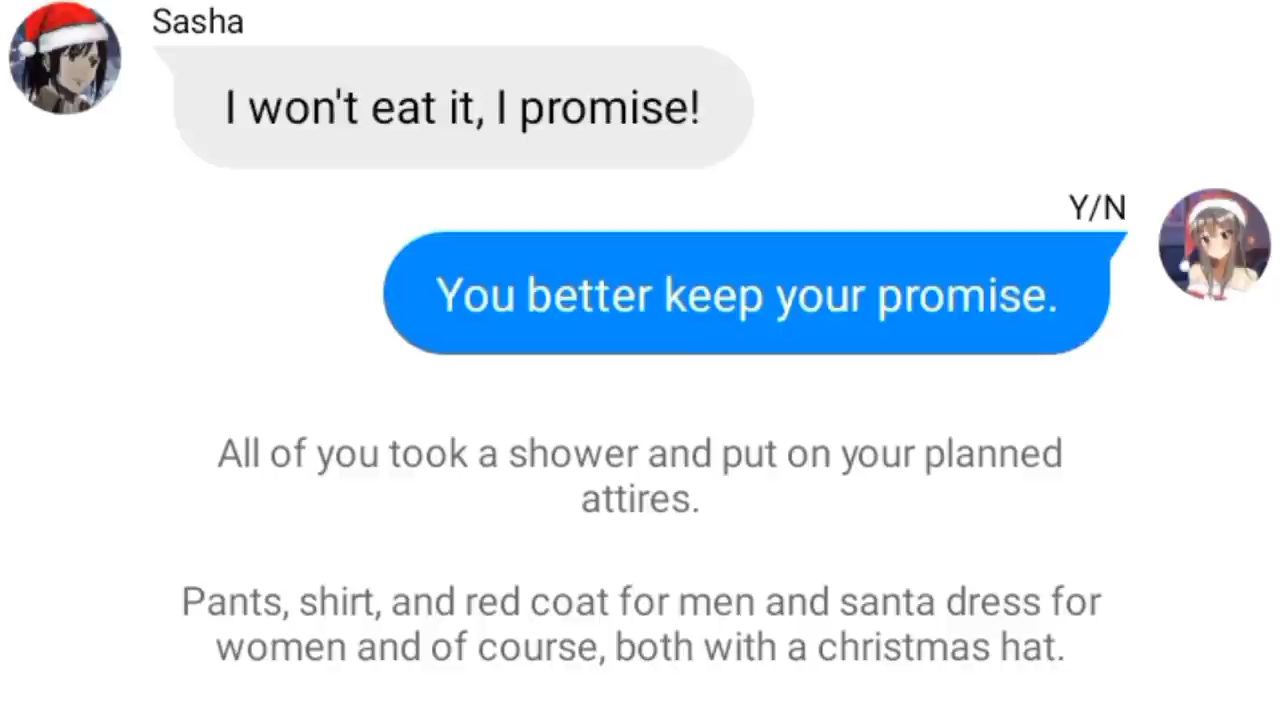 Sasha
I won't eat it, I promise!
Y/N
You better keep your promise.
All of you took a shower and put on your planned
attires.
Pants, shirt, and red coat for men and santa dress for
women and of course, both with a christmas hat.